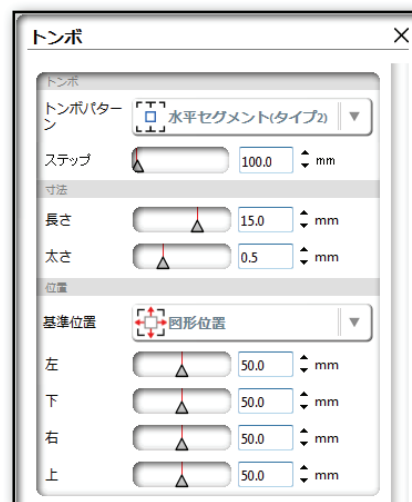 トンボ
トンボ
トンボパター
ン
水平セグメント(タイプ2)
ステップ 100.0 mm
寸法
長さ 15.0 mm
太さ 0.5 mm
位置
基準位置 図形位置
左 50.0 mm
下 50.0 mm
右 50.0 mm
上 50.0 mm